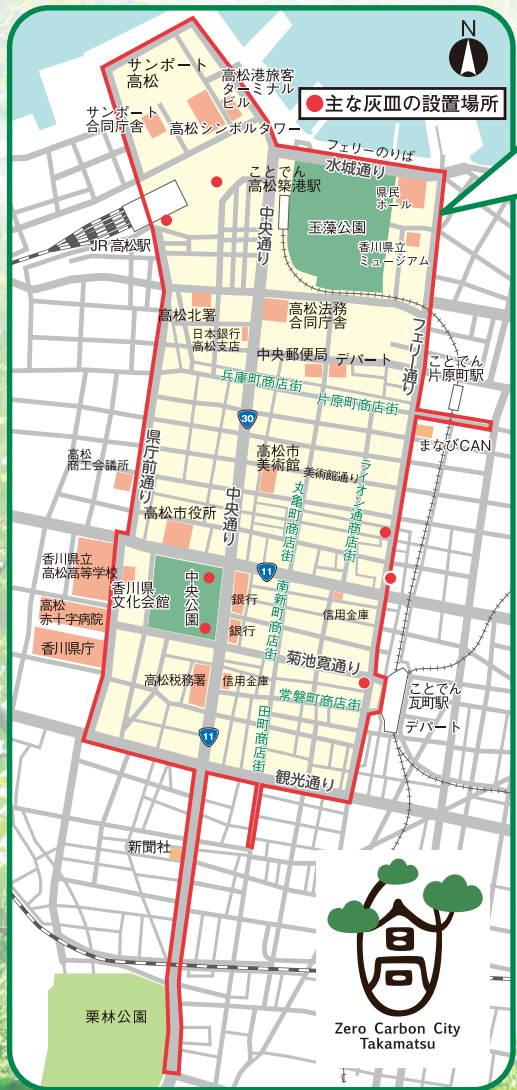 N
サンポート
高松
高松港旅客
ターミナル
ビル
●主な灰皿の設置場所
サンポート
合同庁舎
高松シンボルタワー
フェリーのりば
水城通り
ことでん
高松築港駅
県民
ホール
中央通り
玉藻公園
香川県立
ミュージアム
JR高松駅
高松北署
高松法務
合同庁舎
日本銀行
高松支店
中央郵便局
デパート
フェリー通り
ことでん
片原町駅
兵庫町商店街
片原町商店街
30
まなびCAN
県庁前通り
高松
商工会議所
高松市
美術館
美術館通り
ライオン通商店街
丸亀町商店街
中央通り
高松市役所
香川県立
高松高等学校
香川県
文化会館
中央公園
11
銀行
南新町商店街
信用金庫
高松
赤十字病院
銀行
香川県庁
菊池寛通り
高松税務署
信用金庫
常磐町商店街
ことでん
瓦町駅
デパート
田町商店街
11
観光通り
新聞社
栗林公園
Zero Carbon City
Takamatsu